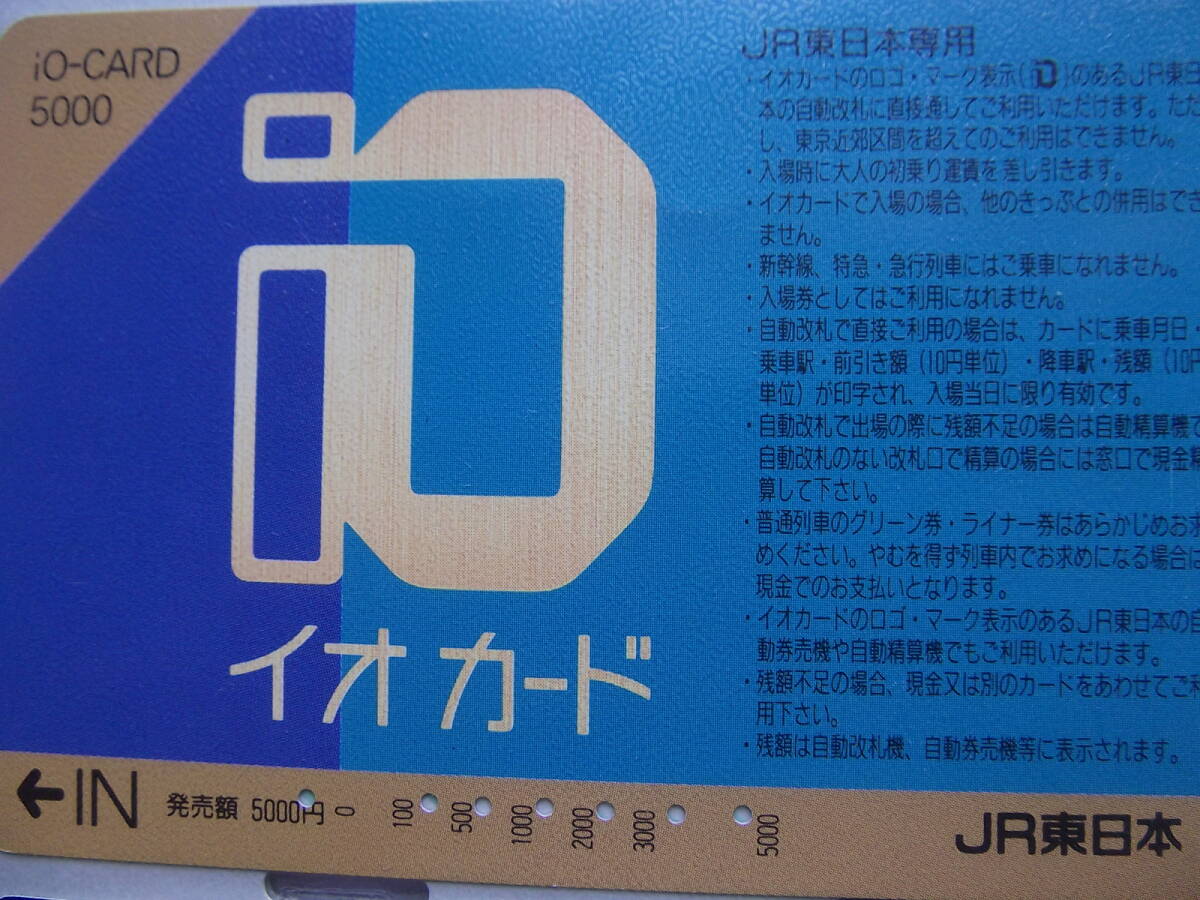 iO-CARD
5000
iO
イオカード
JR東日本専用
・イオカードのロゴ・マーク表示(iO)のあるJR東日
本の自動改札に直接通してご利用いただけます。ただ
し、東京近郊区間を超えてのご利用はできません。
・入場時に大人の初乗り運賃を差し引きます。
・イオカードで入場の場合、他のきっぷとの併用はでき
ません。
・新幹線、特急・急行列車にはご乗車になれません。
・入場券としてはご利用になれません。
・自動改札で直接ご利用の場合は、カードに乗車月日・
乗車駅・前引き額（10円単位）・降車駅・残額（10円
単位）が印字され、入場当日に限り有効です。
・自動改札で出場の際に残額不足の場合は自動精算機で
自動改札のない改札口で精算の場合には窓口で現金精
算して下さい。
・普通列車のグリーン券・ライナー券はあらかじめおす
めください。やむを得ず列車内でお求めになる場合は
現金でのお支払いとなります。
・イオカードのロゴ・マーク表示のあるJR東日本の自
動券売機や自動精算機でもご利用いただけます。
・残額不足の場合、現金又は別のカードをあわせてご利
用下さい。
・残額は自動改札機、自動券売機等に表示されます。
←IN 発売額 5000円 0 100 500 1000 2000 3000 5000
JR東日本